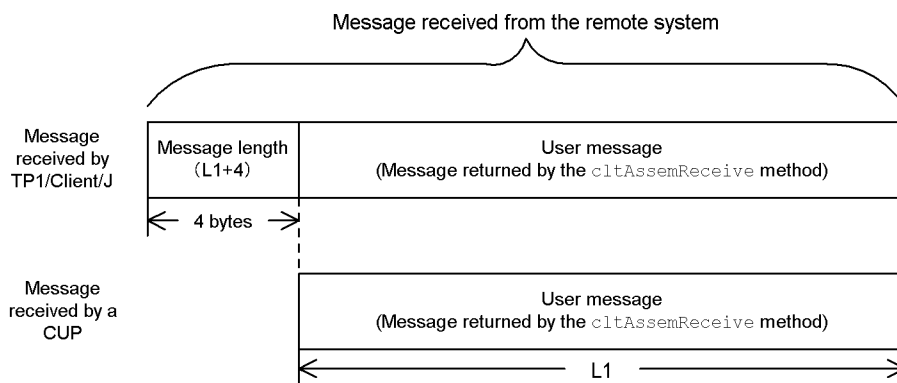 Message received from the remote system
Message
received by
TP1/Client/J
Message length
(L1+4)
User message
(Message returned by the cltAssemReceive method)
4 bytes
Message
received by a
CUP
User message
(Message returned by the cltAssemReceive method)
L1